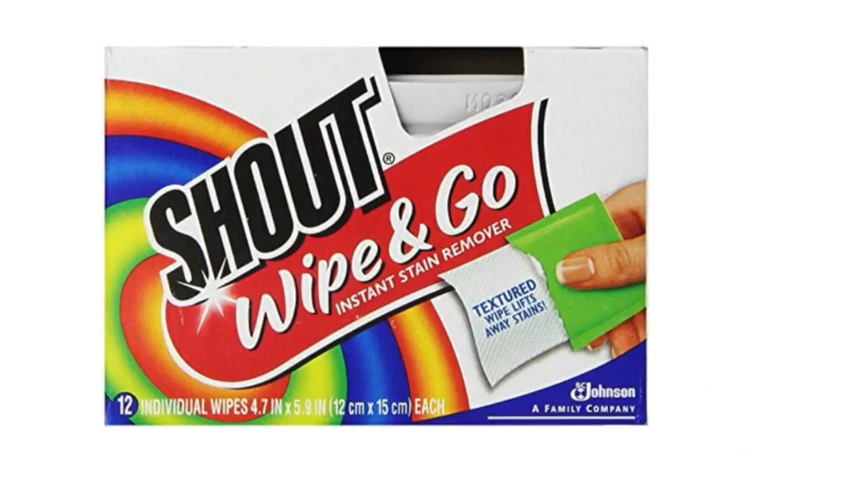 SHOUT®
Wipe & Go
INSTANT STAIN REMOVER
TEXTURED
WIPE LIFTS
AWAY STAINS!
12 INDIVIDUAL WIPES 4.7 IN x 5.9 IN (12 cm x 15 cm) EACH
SC Johnson
A FAMILY COMPANY